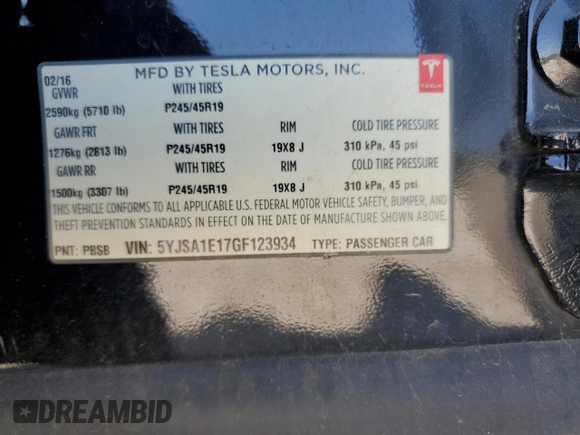 02/16 MFD BY TESLA MOTORS, INC.
TESLA
GVWR WITH TIRES
2590kg (5710 lb) P245/45R19
GAWR FRT WITH TIRES RIM COLD TIRE PRESSURE
1276kg (2813 lb) P245/45R19 19X8 J 310 kPa, 45 psi
GAWR RR WITH TIRES RIM COLD TIRE PRESSURE
1500kg (3307 lb) P245/45R19 19X8 J 310 kPa, 45 psi
THIS VEHICLE CONFORMS TO ALL APPLICABLE U.S. FEDERAL MOTOR VEHICLE SAFETY, BUMPER, AND
THEFT PREVENTION STANDARDS IN EFFECT ON THE DATE OF MANUFACTURE SHOWN ABOVE.
PNT: PBSB VIN: 5YJSA1E17GF123934 TYPE: PASSENGER CAR
DREAMBID